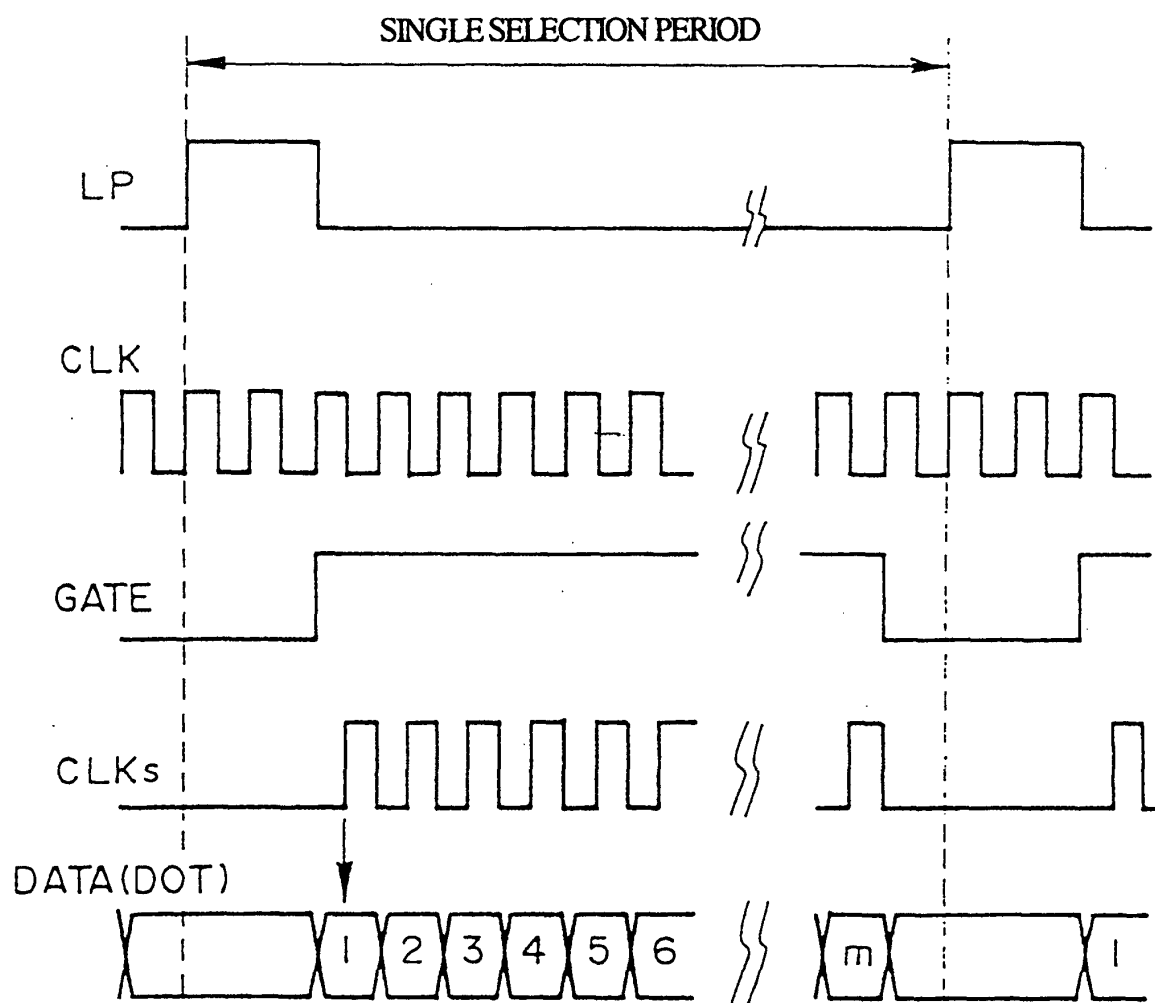 SINGLE SELECTION PERIOD
LP
CLK
GATE
CLKs
DATA(DOT)
1 2 3 4 5 6 m 1